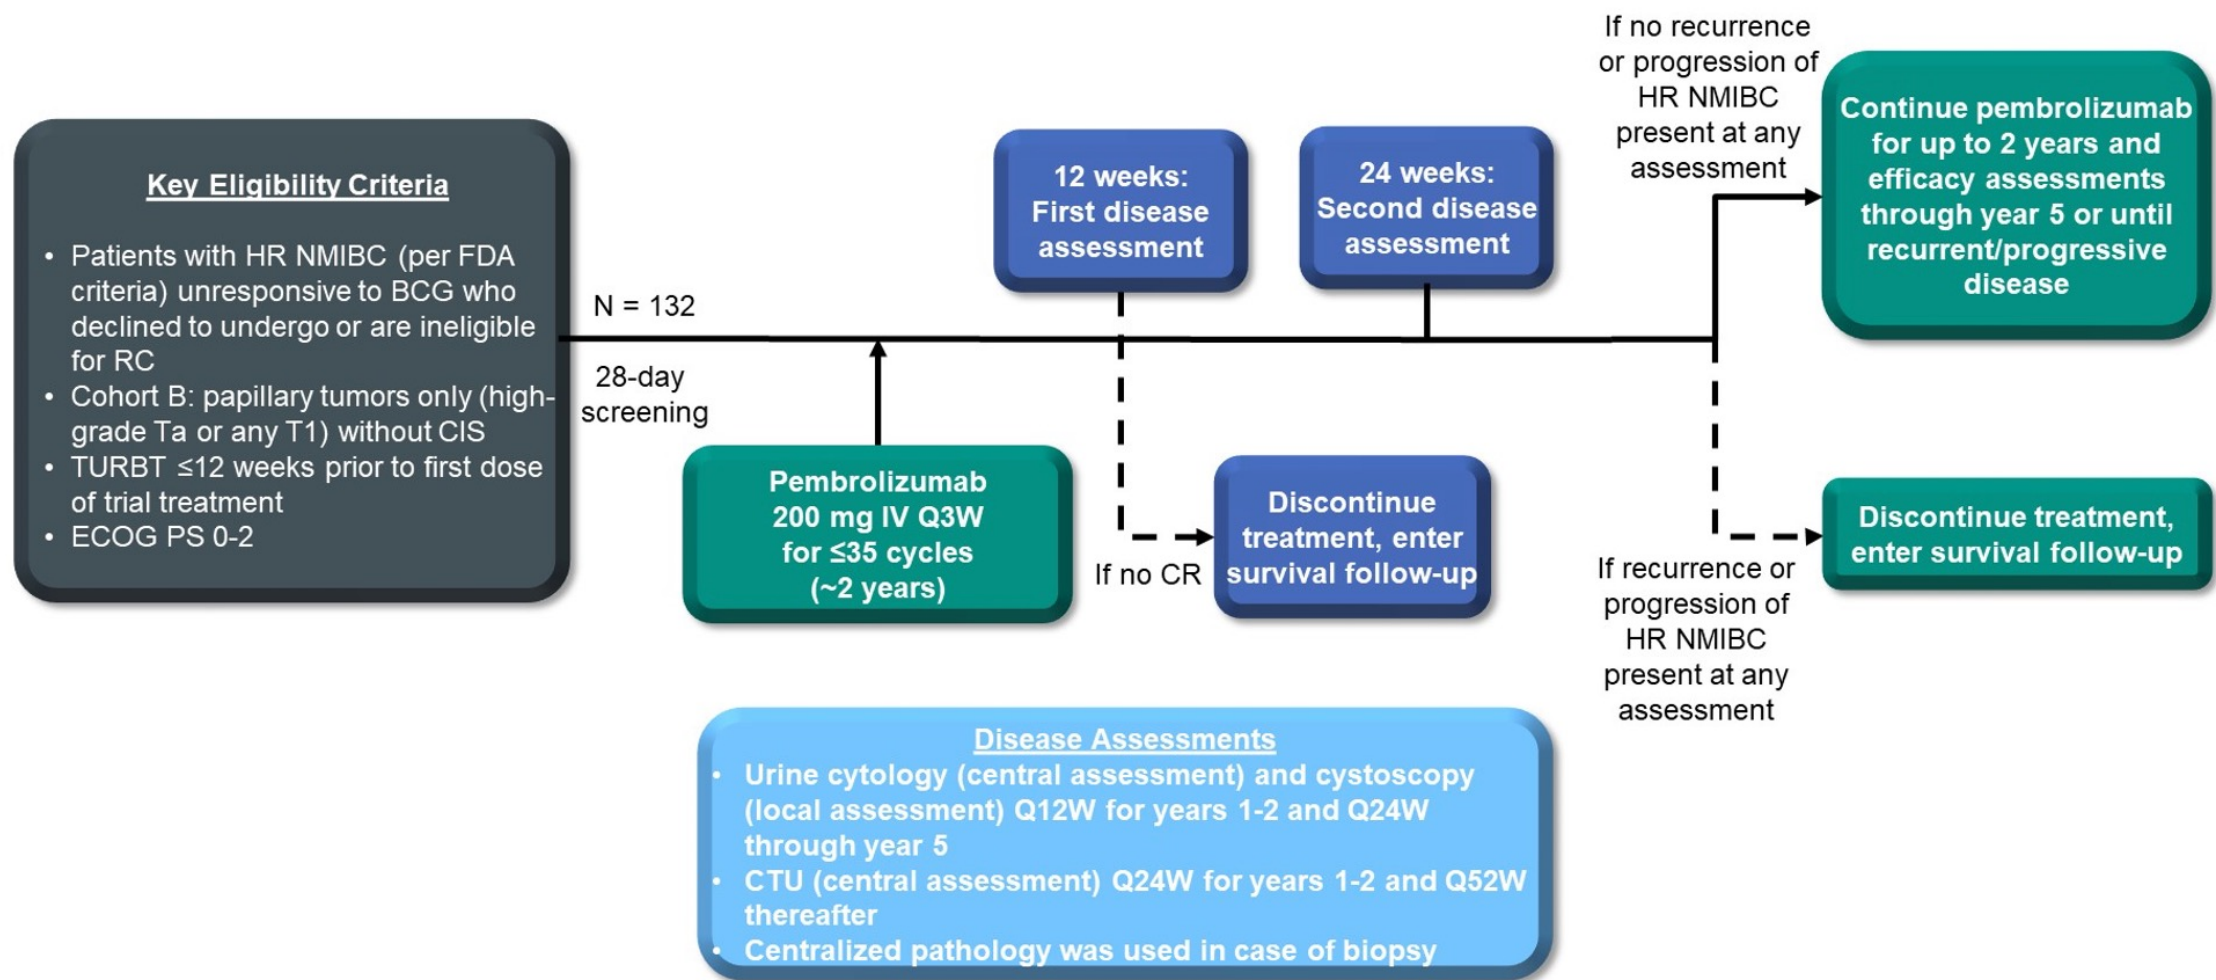 Key Eligibility Criteria
• Patients with HR NMIBC (per FDA
criteria) unresponsive to BCG who
declined to undergo or are ineligible
for RC
• Cohort B: papillary tumors only (high-
grade Ta or any T1) without CIS
• TURBT ≤12 weeks prior to first dose
of trial treatment
• ECOG PS 0-2
N = 132
28-day
screening
Pembrolizumab
200 mg IV Q3W
for ≤35 cycles
(~2 years)
12 weeks:
First disease
assessment
If no CR
Discontinue
treatment, enter
survival follow-up
24 weeks:
Second disease
assessment
If no recurrence
or progression of
HR NMIBC
present at any
assessment
Continue pembrolizumab
for up to 2 years and
efficacy assessments
through year 5 or until
recurrent/progressive
disease
If recurrence or
progression of
HR NMIBC
present at any
assessment
Discontinue treatment,
enter survival follow-up
Disease Assessments
• Urine cytology (central assessment) and cystoscopy
(local assessment) Q12W for years 1-2 and Q24W
through year 5
• CTU (central assessment) Q24W for years 1-2 and Q52W
thereafter
• Centralized pathology was used in case of biopsy